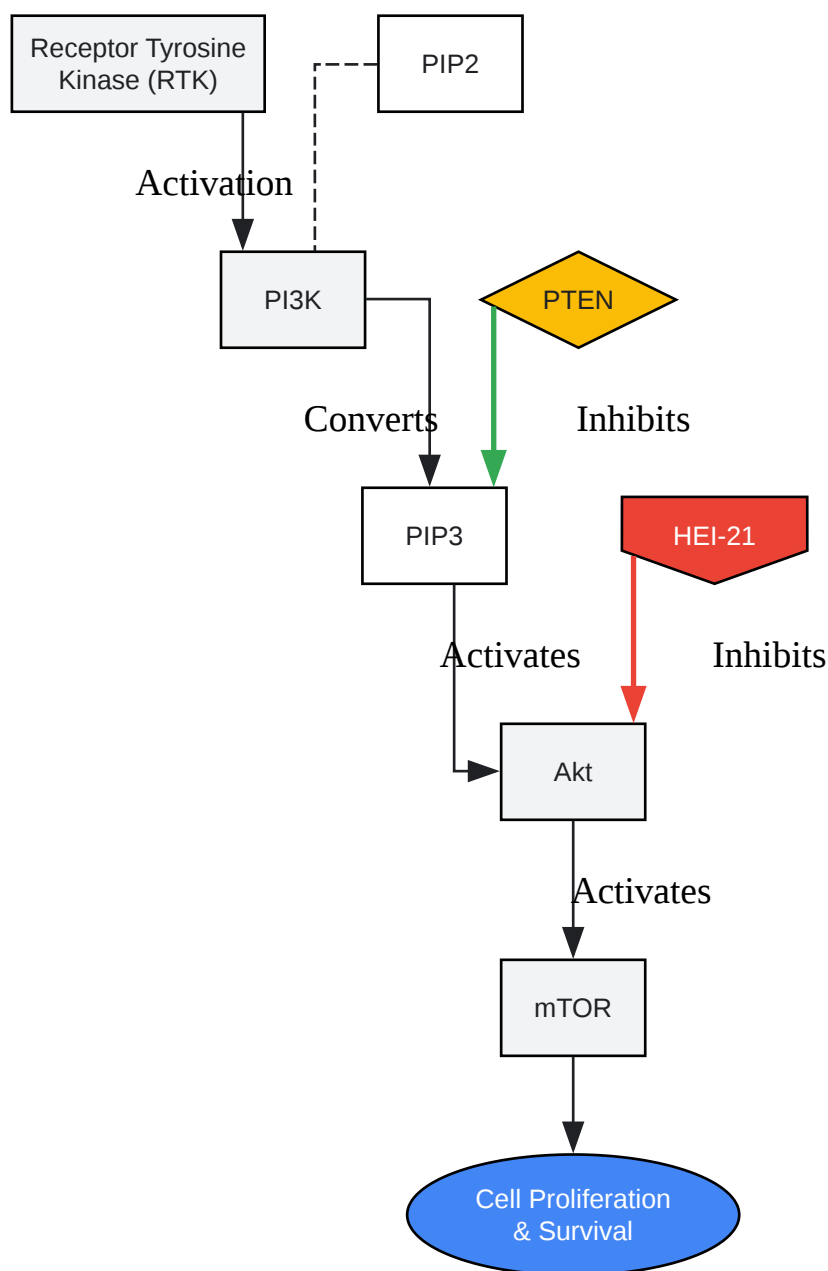 Receptor Tyrosine
Kinase (RTK)
PIP2
Activation
PI3K
PTEN
Converts
Inhibits
PIP3
HEI-21
Activates
Inhibits
Akt
Activates
mTOR
Cell Proliferation
& Survival